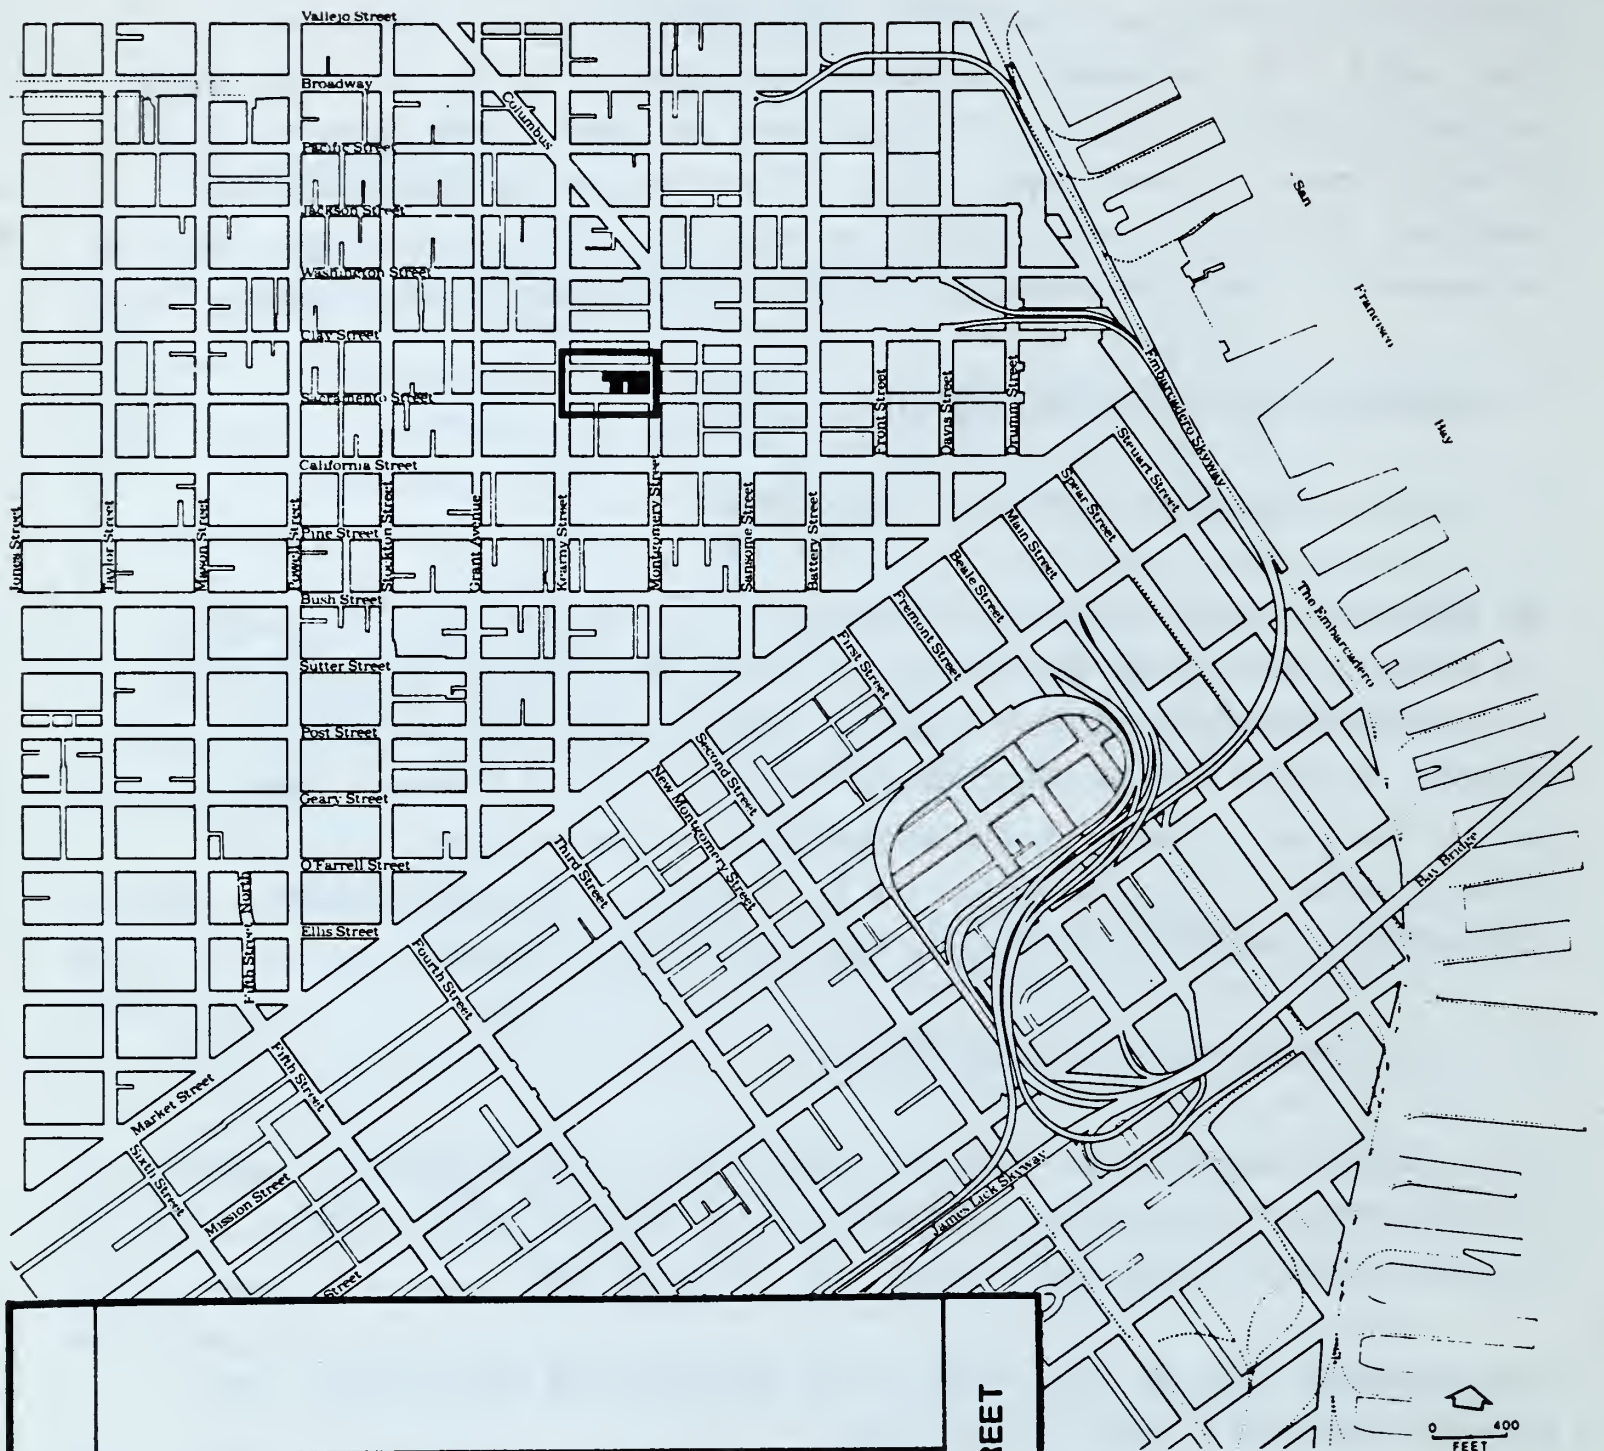 Vallejo Street
Broadway
Columbus
Pacific Street
Jackson Street
Washington Street
Clay Street
Sacramento Street
California Street
Pine Street
Bush Street
Sutter Street
Post Street
Geary Street
O'Farrell Street
Ellis Street
Jones Street
Taylor Street
Mason Street
Powell Street
Stockton Street
Grant Avenue
Kearny Street
Montgomery Street
Sansome Street
Battery Street
Front Street
Davis Street
Drumm Street
Embarcadero Skyway
San
Francisco
Bay
Steuart Street
Spear Street
Main Street
Beale Street
Fremont Street
First Street
Second Street
New Montgomery Street
Third Street
Fourth Street
Fifth Street North
Fifth Street
Sixth Street
Market Street
Mission Street
Street
The Embarcadero
Bay Bridge
James Lick Skyway
REET
0 400
FEET